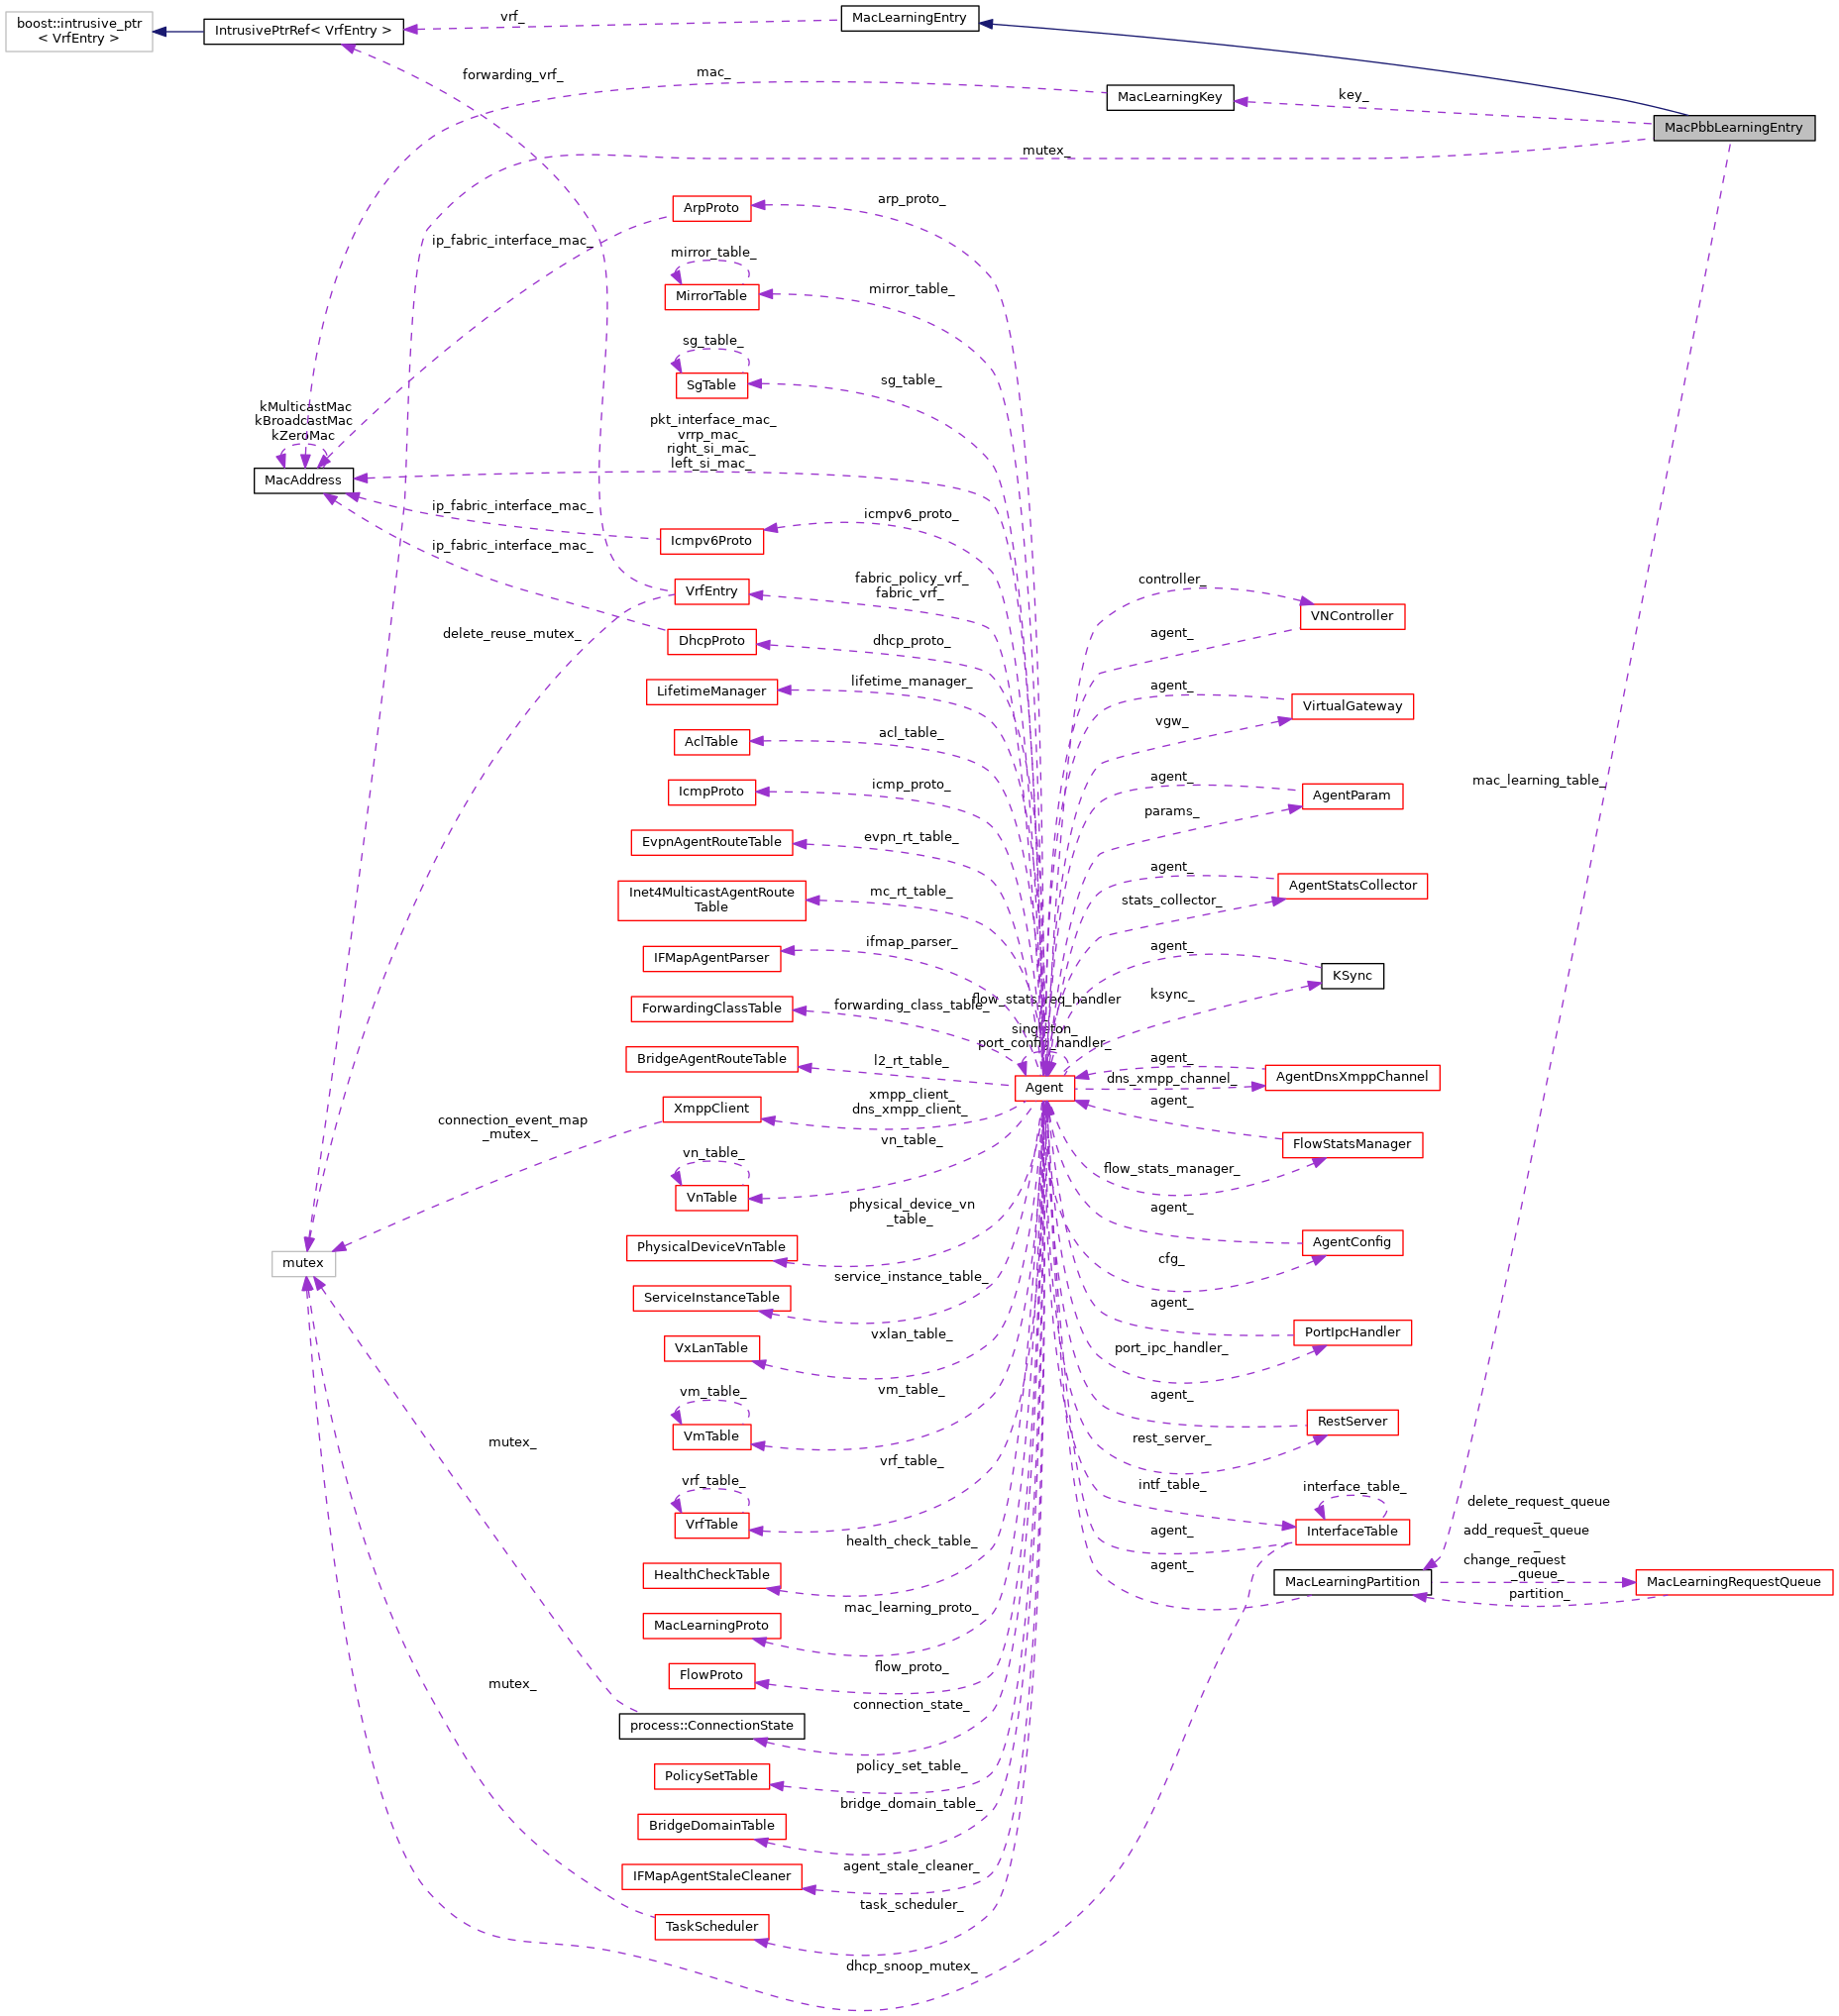 boost::intrusive_ptr
< VrfEntry >
IntrusivePtrRef< VrfEntry >
vrf_
MacLearningEntry
forwarding_vrf_
mac_
MacLearningKey
key_
MacPbbLearningEntry
mutex_
ArpProto
arp_proto_
ip_fabric_interface_mac_
mirror_table_
MirrorTable
mirror_table_
sg_table_
SgTable
sg_table_
kMulticastMac
kBroadcastMac
kZeroMac
MacAddress
pkt_interface_mac_
vrrp_mac_
right_si_mac_
left_si_mac_
ip_fabric_interface_mac_
Icmpv6Proto
icmpv6_proto_
ip_fabric_interface_mac_
VrfEntry
fabric_policy_vrf_
fabric_vrf_
delete_reuse_mutex_
DhcpProto
dhcp_proto_
LifetimeManager
lifetime_manager_
AclTable
acl_table_
IcmpProto
icmp_proto_
EvpnAgentRouteTable
evpn_rt_table_
Inet4MulticastAgentRoute
Table
mc_rt_table_
IFMapAgentParser
ifmap_parser_
ForwardingClassTable
forwarding_class_table_
flow_stats_req_handler
_
singleton_
port_config_handler_
BridgeAgentRouteTable
l2_rt_table_
Agent
XmppClient
xmpp_client_
dns_xmpp_client_
connection_event_map
_mutex_
vn_table_
VnTable
vn_table_
PhysicalDeviceVnTable
physical_device_vn
_table_
mutex
ServiceInstanceTable
service_instance_table_
VxLanTable
vxlan_table_
vm_table_
VmTable
vm_table_
mutex_
vrf_table_
VrfTable
vrf_table_
HealthCheckTable
health_check_table_
MacLearningProto
mac_learning_proto_
FlowProto
flow_proto_
mutex_
process::ConnectionState
connection_state_
PolicySetTable
policy_set_table_
BridgeDomainTable
bridge_domain_table_
IFMapAgentStaleCleaner
agent_stale_cleaner_
TaskScheduler
task_scheduler_
dhcp_snoop_mutex_
controller_
VNController
agent_
agent_
VirtualGateway
vgw_
agent_
AgentParam
params_
mac_learning_table_
agent_
AgentStatsCollector
stats_collector_
agent_
KSync
ksync_
agent_
AgentDnsXmppChannel
dns_xmpp_channel_
agent_
FlowStatsManager
flow_stats_manager_
agent_
AgentConfig
cfg_
agent_
PortIpcHandler
port_ipc_handler_
agent_
RestServer
rest_server_
intf_table_
interface_table_
InterfaceTable
agent_
agent_
MacLearningPartition
delete_request_queue
_
add_request_queue
_
change_request
_queue_
partition_
MacLearningRequestQueue